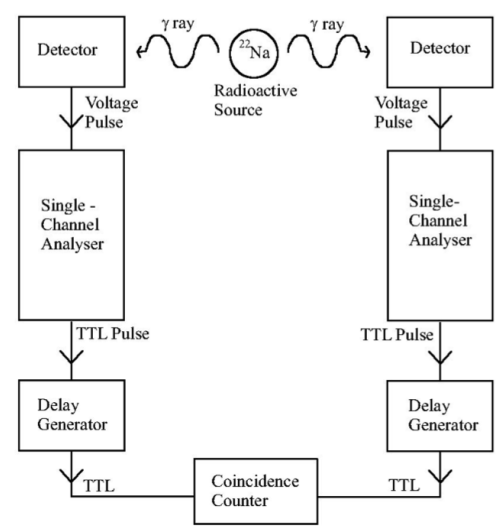 γ ray
γ ray
Detector
²²Na
Detector
Radioactive
Source
Voltage
Pulse
Voltage
Pulse
Single -
Channel
Analyser
Single-
Channel
Analyser
TTL Pulse
TTL Pulse
Delay
Generator
Delay
Generator
TTL
Coincidence
Counter
TTL